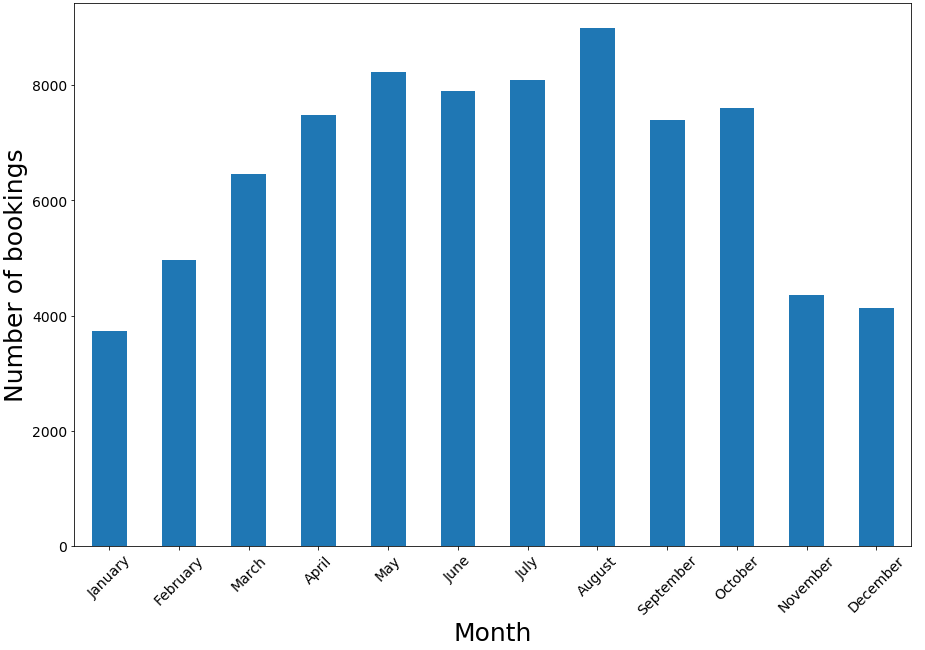 Number of bookings
8000
6000
4000
2000
0
January
February
March
April
May
June
July
August
September
October
November
December
Month